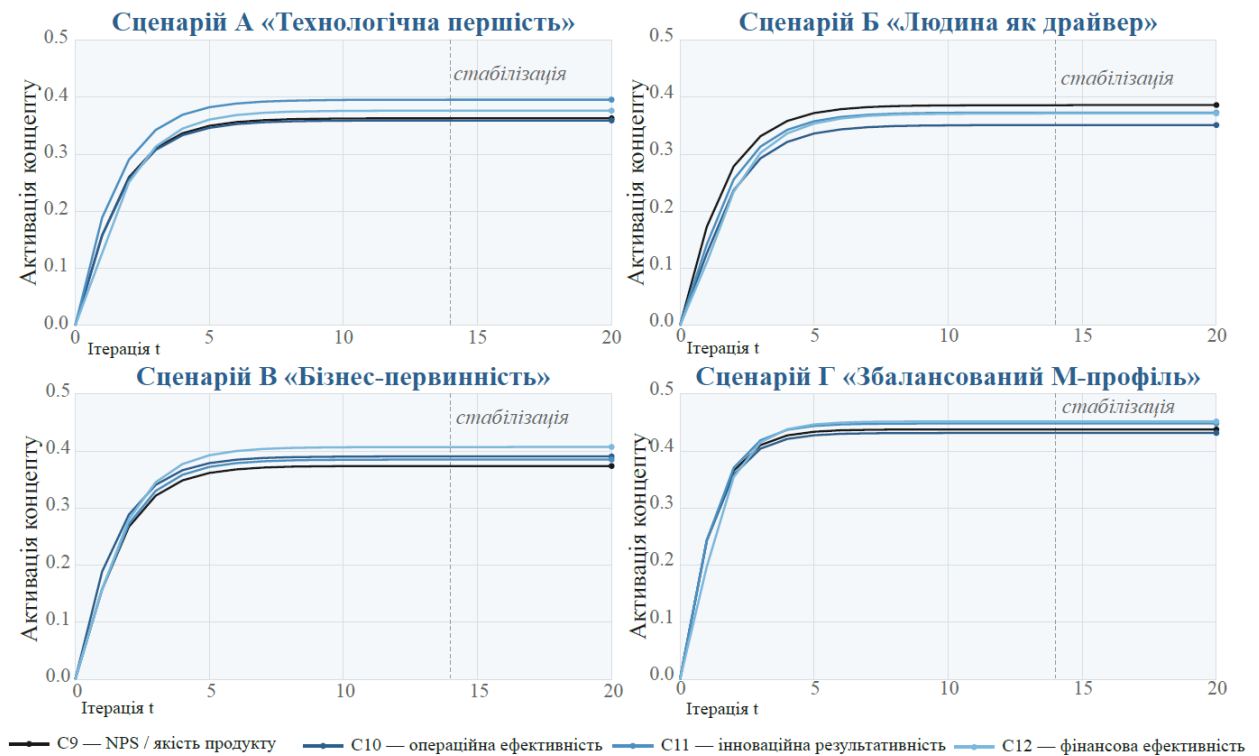 Сценарій А «Технологічна першість»
Активація концепту
0.5
0.4
0.3
0.2
0.1
0.0
стабілізація
0
5
10
15
20
Ітерація t
Сценарій Б «Людина як драйвер»
Активація концепту
0.5
0.4
0.3
0.2
0.1
0.0
стабілізація
0
5
10
15
20
Ітерація t
Сценарій В «Бізнес-первинність»
Активація концепту
0.5
0.4
0.3
0.2
0.1
0.0
стабілізація
0
5
10
15
20
Ітерація t
Сценарій Г «Збалансований М-профіль»
Активація концепту
0.5
0.4
0.3
0.2
0.1
0.0
стабілізація
0
5
10
15
20
Ітерація t
C9 — NPS / якість продукту
C10 — операційна ефективність
C11 — інноваційна результативність
C12 — фінансова ефективність